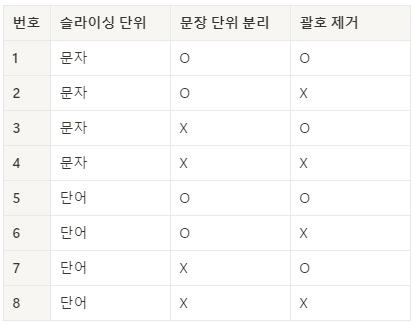 번호 슬라이싱 단위 문장 단위 분리 괄호 제거
1 문자 O O
2 문자 O X
3 문자 X O
4 문자 X X
5 단어 O O
6 단어 O X
7 단어 X O
8 단어 X X